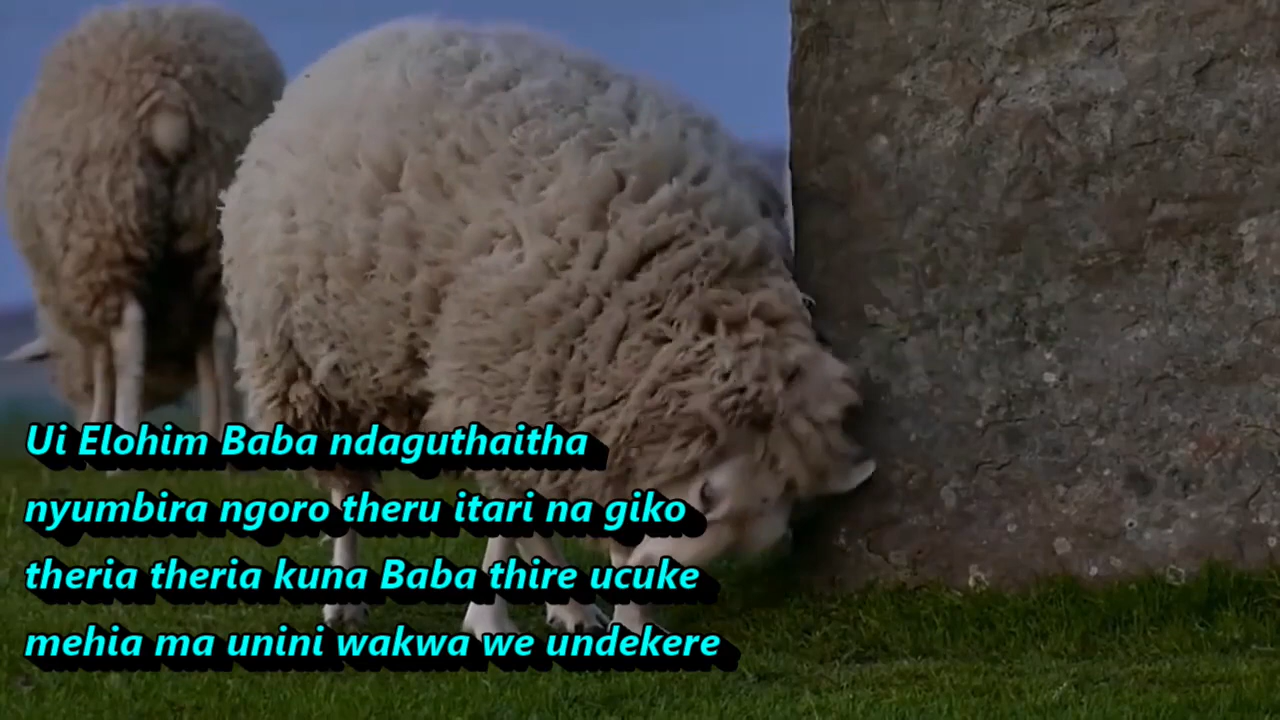 Ui Elohim Baba ndaguthaitha
nyumbira ngoro theru itari na giko
theria theria kuna Baba thire ucuke
mehia ma unini wakwa we undekere